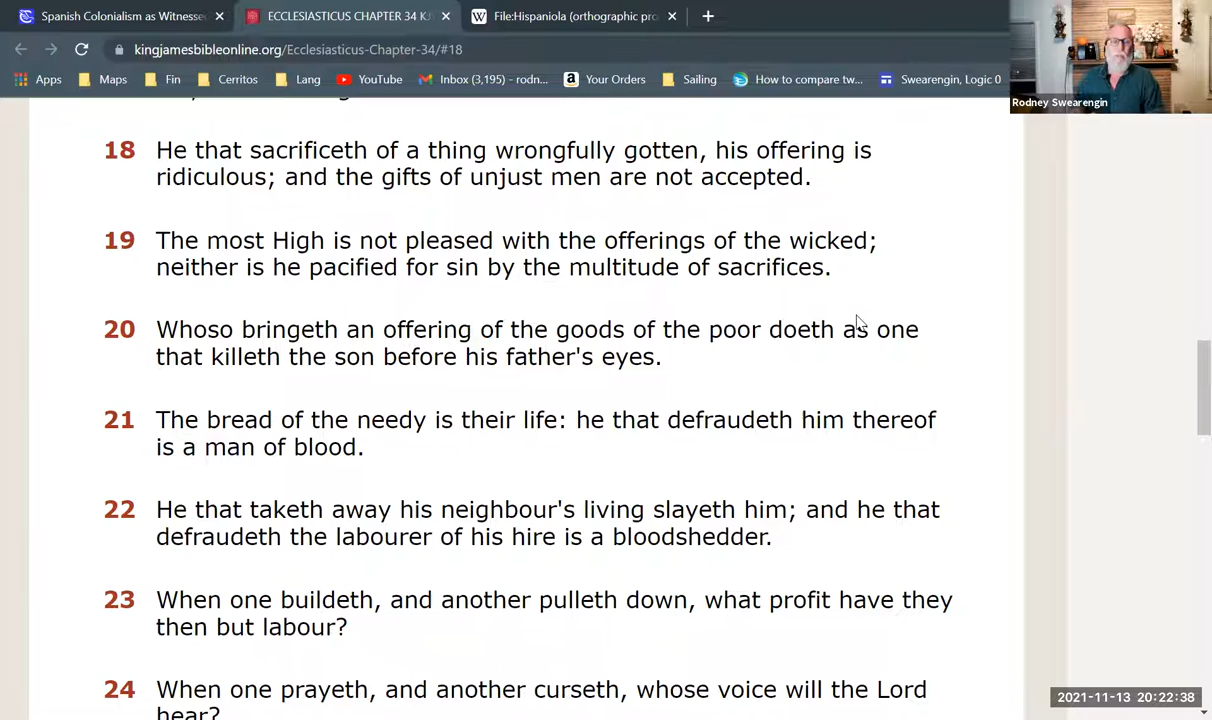 Spanish Colonialism as Witnesse
ECCLESIASTICUS CHAPTER 34 KJ
File:Hispaniola (orthographic pro
kingjamesbibleonline.org/Ecclesiasticus-Chapter-34/#18
Apps Maps Fin Cerritos Lang YouTube Inbox (3,195) - rodn... Your Orders Sailing How to compare tw... Swearengin, Logic 0
Rodney Swearengin
18 He that sacrificeth of a thing wrongfully gotten, his offering is
ridiculous; and the gifts of unjust men are not accepted.
19 The most High is not pleased with the offerings of the wicked;
neither is he pacified for sin by the multitude of sacrifices.
20 Whoso bringeth an offering of the goods of the poor doeth as one
that killeth the son before his father's eyes.
21 The bread of the needy is their life: he that defraudeth him thereof
is a man of blood.
22 He that taketh away his neighbour's living slayeth him; and he that
defraudeth the labourer of his hire is a bloodshedder.
23 When one buildeth, and another pulleth down, what profit have they
then but labour?
24 When one prayeth, and another curseth, whose voice will the Lord
hear?
2021-11-13 20:22:38